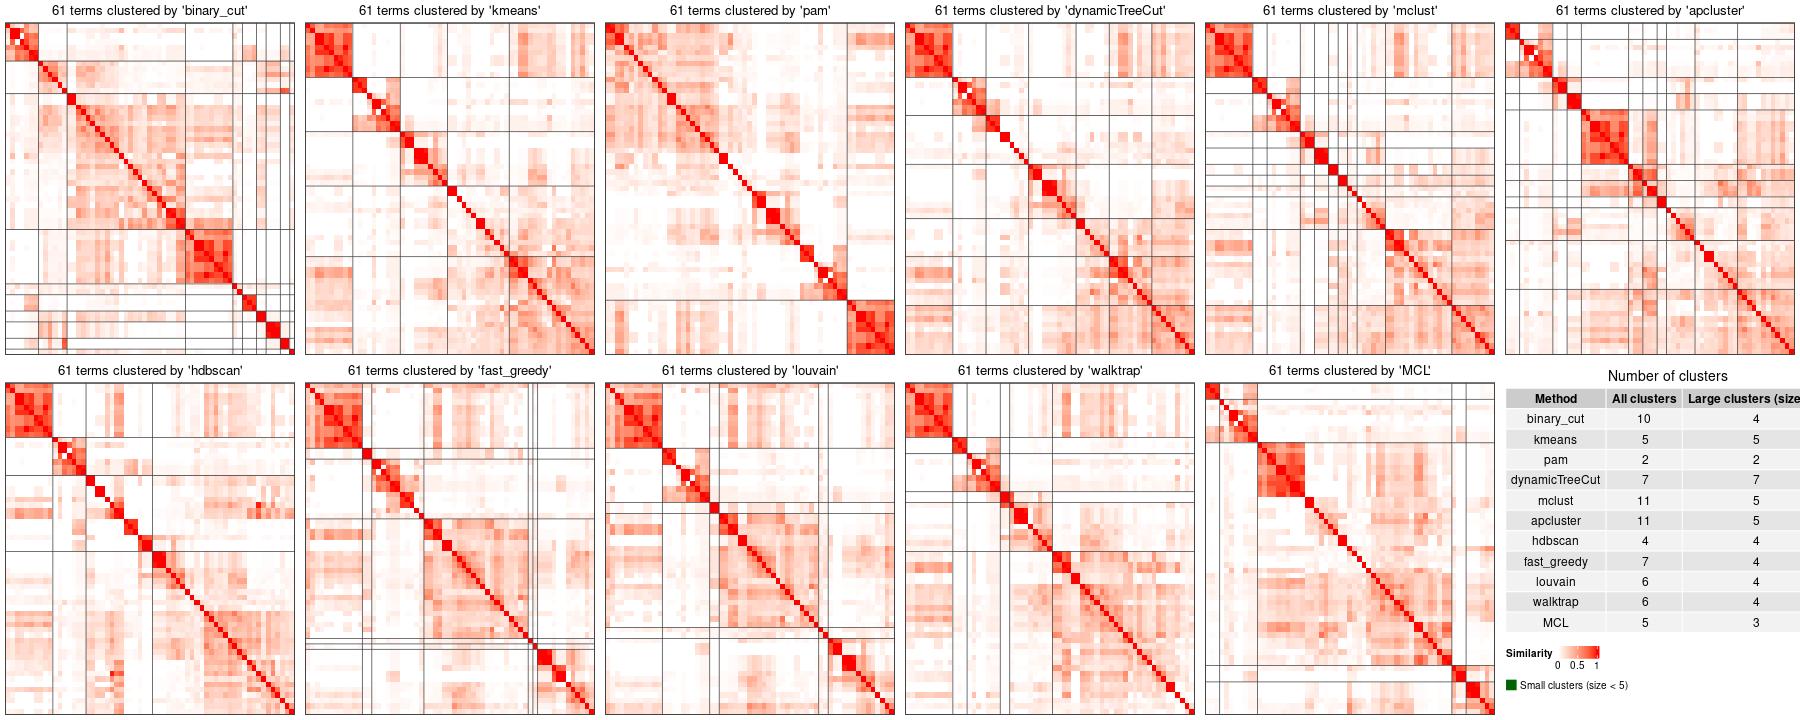 61 terms clustered by 'binary_cut'
61 terms clustered by 'kmeans'
61 terms clustered by 'pam'
61 terms clustered by 'dynamicTreeCut'
61 terms clustered by 'mclust'
61 terms clustered by 'apcluster'
61 terms clustered by 'hdbscan'
61 terms clustered by 'fast_greedy'
61 terms clustered by 'louvain'
61 terms clustered by 'walktrap'
61 terms clustered by 'MCL'
Number of clusters
Method All clusters Large clusters (size
binary_cut 10 4
kmeans 5 5
pam 2 2
dynamicTreeCut 7 7
mclust 11 5
apcluster 11 5
hdbscan 4 4
fast_greedy 7 4
louvain 6 4
walktrap 6 4
MCL 5 3
Similarity
0 0.5 1
Small clusters (size < 5)